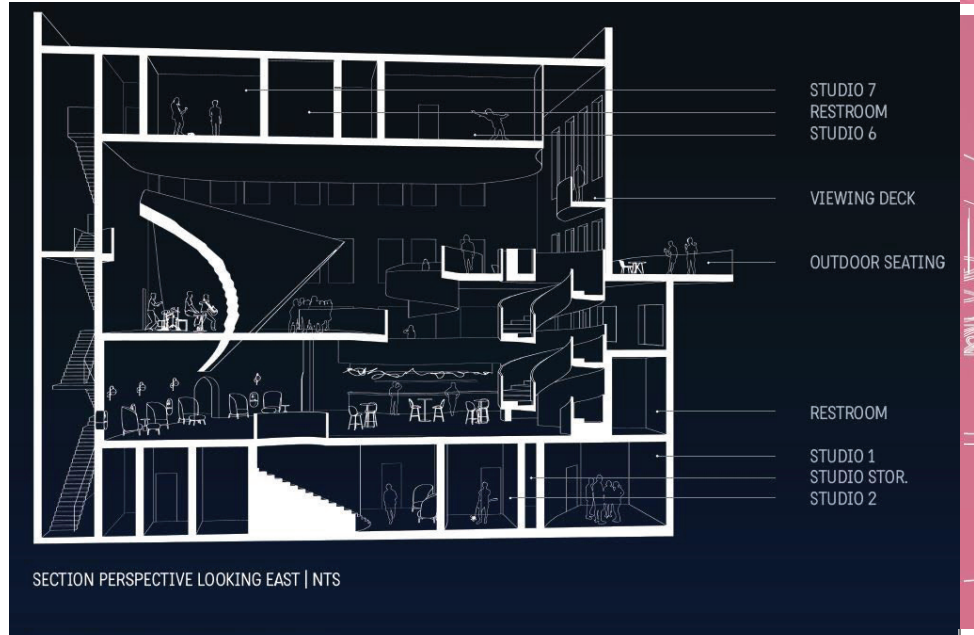 STUDIO 7
RESTROOM
STUDIO 6
VIEWING DECK
OUTDOOR SEATING
RESTROOM
STUDIO 1
STUDIO STOR.
STUDIO 2
SECTION PERSPECTIVE LOOKING EAST | NTS